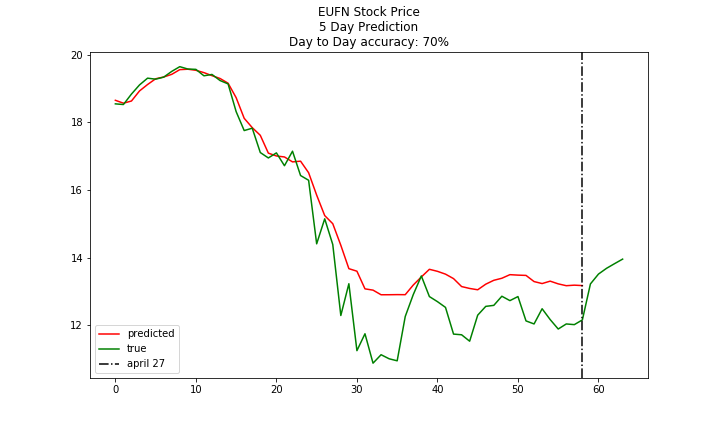 EUFN Stock Price
5 Day Prediction
Day to Day accuracy: 70%
20
18
16
14
12
predicted
true
april 27
0 10 20 30 40 50 60